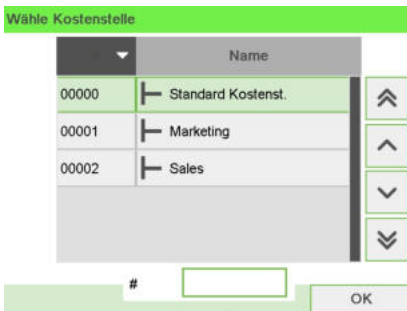 Wähle Kostenstelle
Name
00000 Standard Kostenst.
00001 Marketing
00002 Sales
#
OK